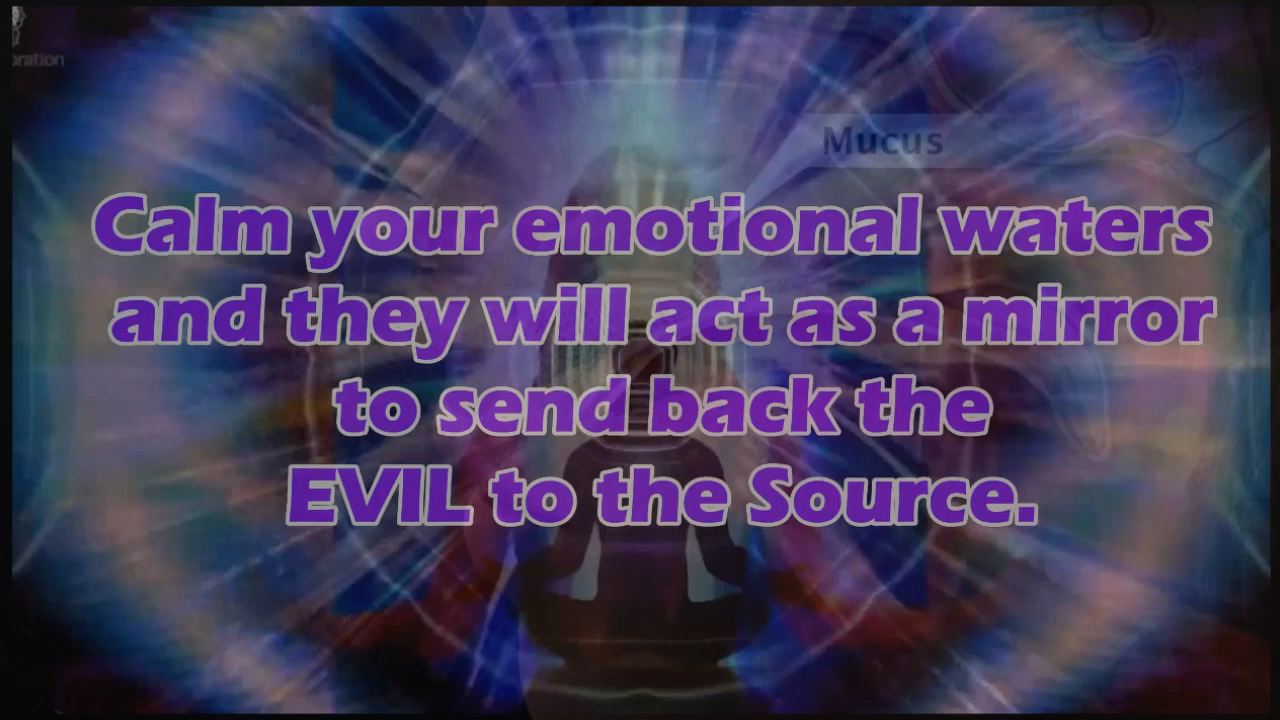 oration
Mucus
Calm your emotional waters
and they will act as a mirror
to send back the
EVIL to the Source.